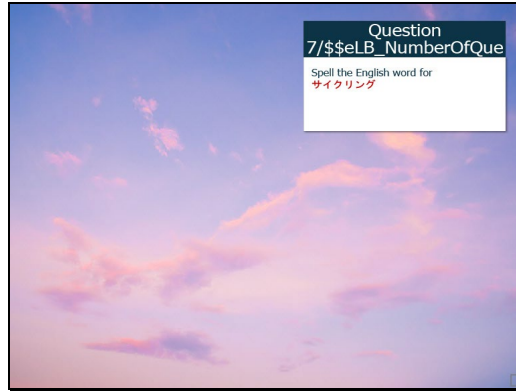 Question
7/$$eLB_NumberOfQue
Spell the English word for
サイクリング